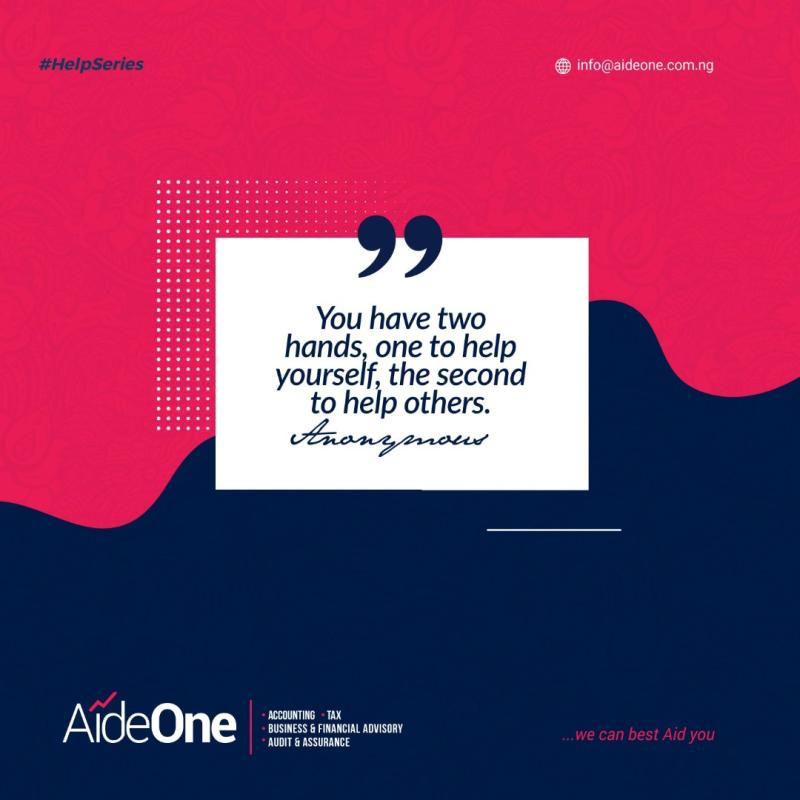 #HelpSeries
info@aideone.com.ng
”
You have two
hands, one to help
yourself, the second
to help others.
Anonymous
AideOne
• ACCOUNTING • TAX
• BUSINESS & FINANCIAL ADVISORY
• AUDIT & ASSURANCE
...we can best Aid you